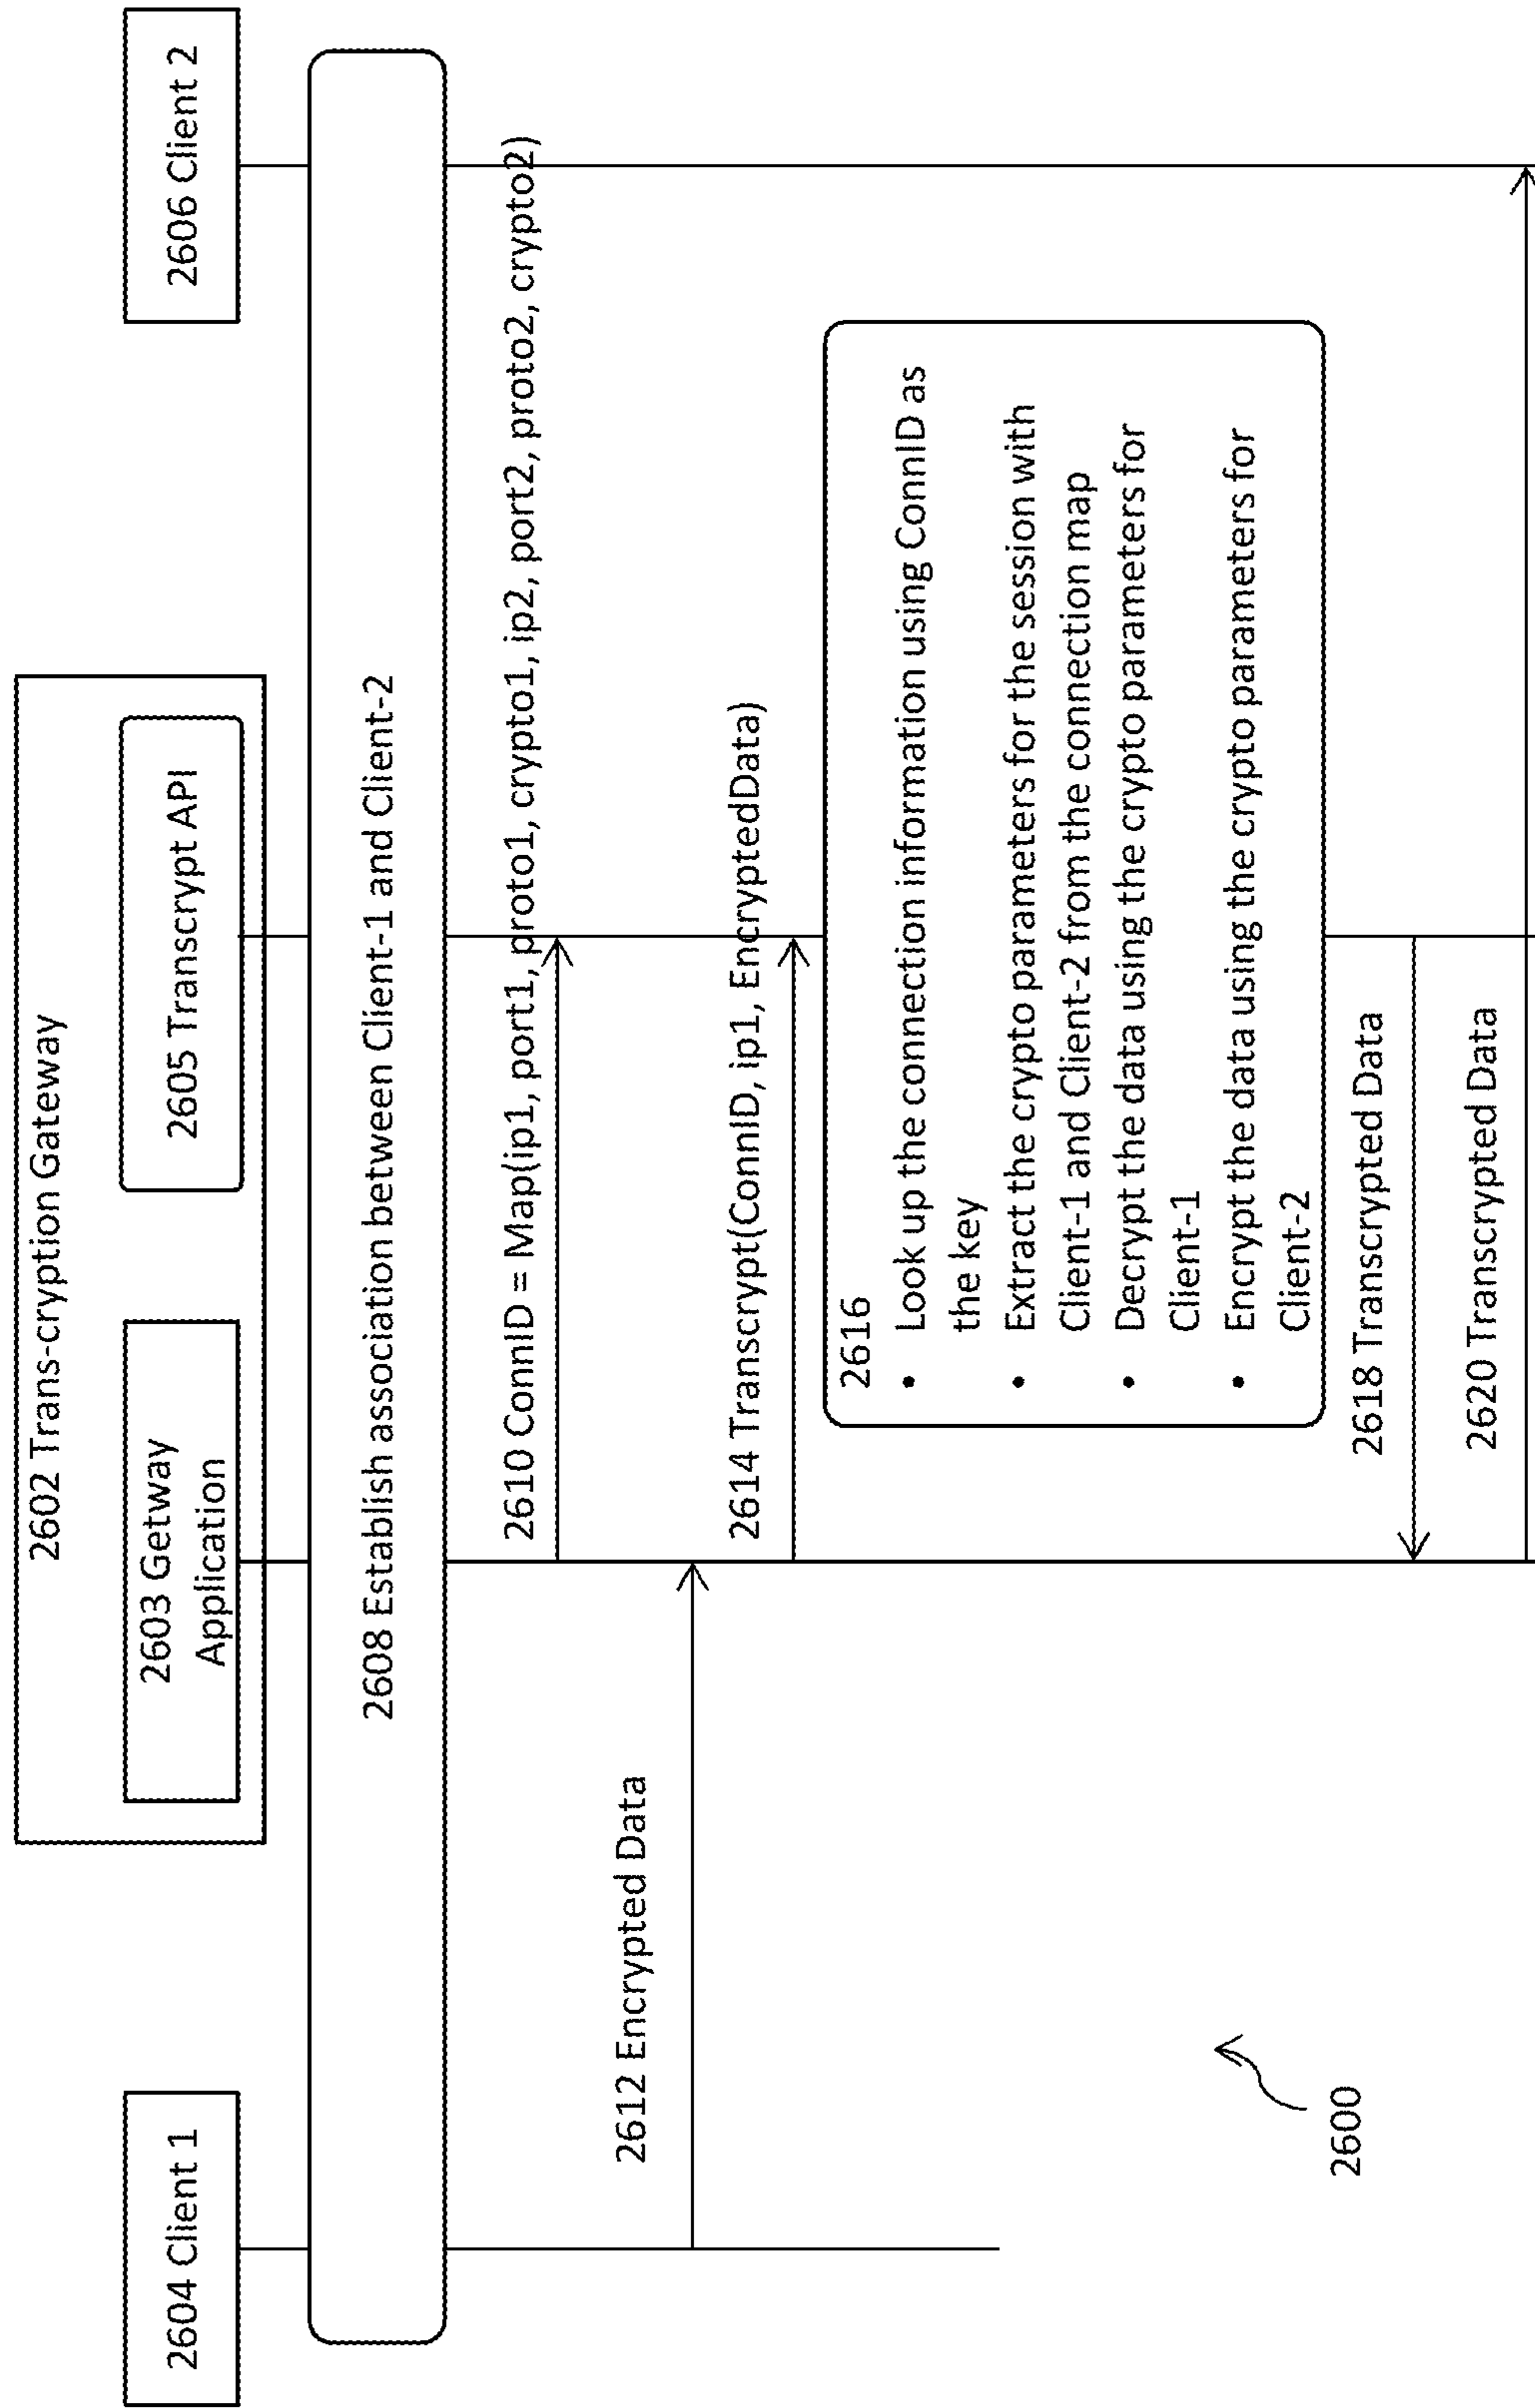 2602 Trans-cryption Gateway
2604 Client 1
2603 Getway
Application
2605 Transcrypt API
2606 Client 2
2608 Establish association between Client-1 and Client-2
2610 ConnID = Map(ip1, port1, proto1, crypto1, ip2, port2, proto2, crypto2)
2612 Encrypted Data
2614 Transcrypt(ConnID, ip1, EncryptedData)
2616
• Look up the connection information using ConnID as
the key
• Extract the crypto parameters for the session with
Client-1 and Client-2 from the connection map
• Decrypt the data using the crypto parameters for
Client-1
• Encrypt the data using the crypto parameters for
Client-2
2618 Transcrypted Data
2620 Transcrypted Data
2600